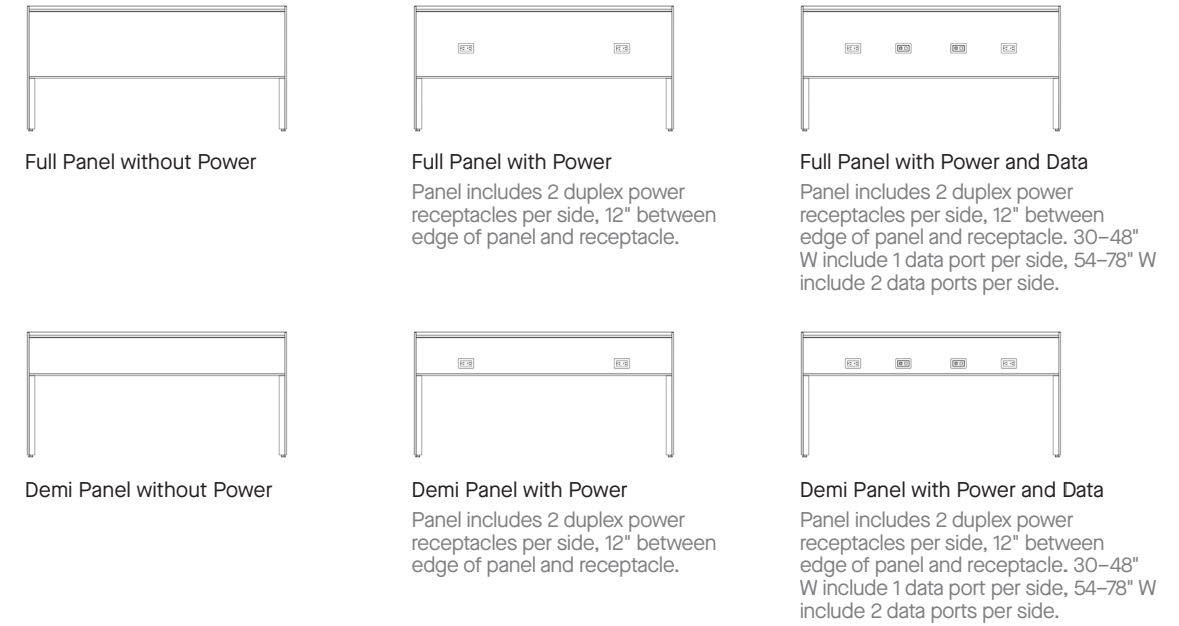 Full Panel without Power
Full Panel with Power
Panel includes 2 duplex power
receptacles per side, 12" between
edge of panel and receptacle.
Full Panel with Power and Data
Panel includes 2 duplex power
receptacles per side, 12" between
edge of panel and receptacle. 30–48"
W include 1 data port per side, 54–78" W
include 2 data ports per side.
Demi Panel without Power
Demi Panel with Power
Panel includes 2 duplex power
receptacles per side, 12" between
edge of panel and receptacle.
Demi Panel with Power and Data
Panel includes 2 duplex power
receptacles per side, 12" between
edge of panel and receptacle. 30–48"
W include 1 data port per side, 54–78" W
include 2 data ports per side.